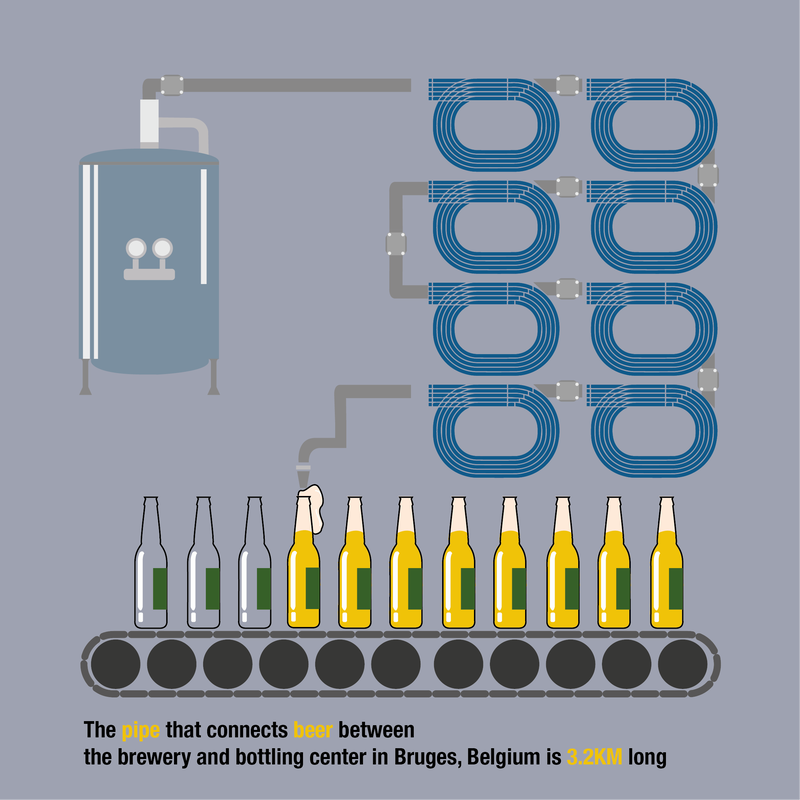 The pipe that connects beer between
the brewery and bottling center in Bruges, Belgium is 3.2KM long